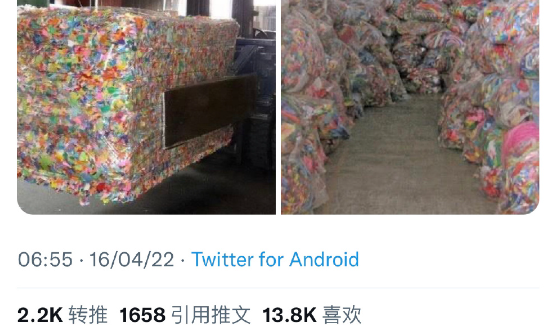 06:55 · 16/04/22 · Twitter for Android
2.2K 转推 1658 引用推文 13.8K 喜欢